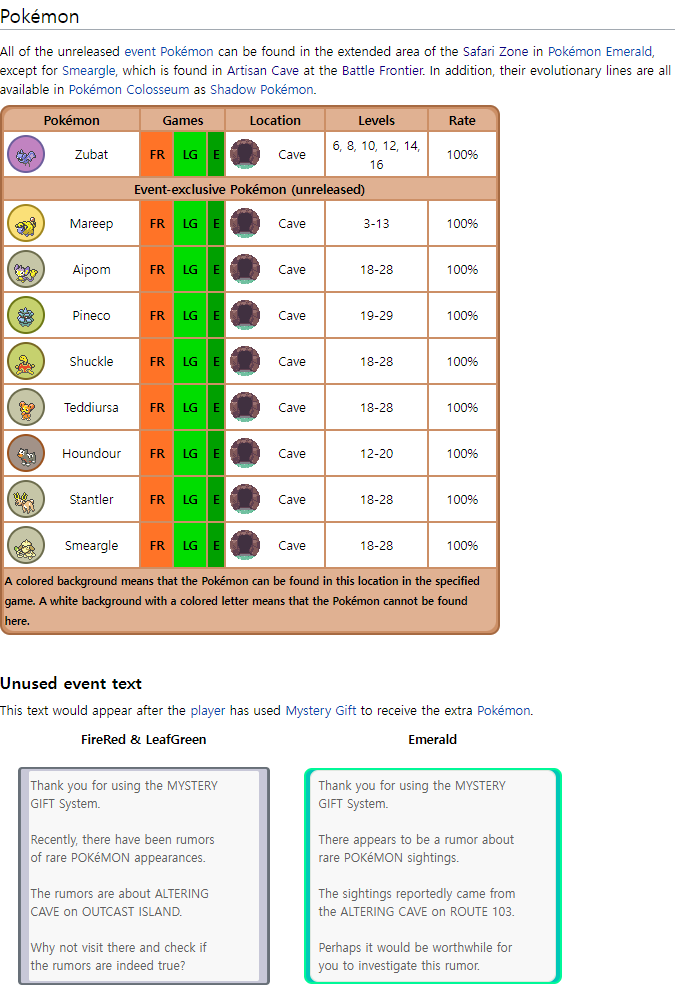 Pokémon
All of the unreleased event Pokémon can be found in the extended area of the Safari Zone in Pokémon Emerald,
except for Smeargle, which is found in Artisan Cave at the Battle Frontier. In addition, their evolutionary lines are all
available in Pokémon Colosseum as Shadow Pokémon.
Pokémon Games Location Levels Rate
Zubat FR LG E Cave 6, 8, 10, 12, 14,
16 100%
Event-exclusive Pokémon (unreleased)
Mareep FR LG E Cave 3-13 100%
Aipom FR LG E Cave 18-28 100%
Pineco FR LG E Cave 19-29 100%
Shuckle FR LG E Cave 18-28 100%
Teddiursa FR LG E Cave 18-28 100%
Houndour FR LG E Cave 12-20 100%
Stantler FR LG E Cave 18-28 100%
Smeargle FR LG E Cave 18-28 100%
A colored background means that the Pokémon can be found in this location in the specified
game. A white background with a colored letter means that the Pokémon cannot be found
here.
Unused event text
This text would appear after the player has used Mystery Gift to receive the extra Pokémon.
FireRed & LeafGreen
Thank you for using the MYSTERY
GIFT System.
Recently, there have been rumors
of rare POKéMON appearances.
The rumors are about ALTERING
CAVE on OUTCAST ISLAND.
Why not visit there and check if
the rumors are indeed true?
Emerald
Thank you for using the MYSTERY
GIFT System.
There appears to be a rumor about
rare POKéMON sightings.
The sightings reportedly came from
the ALTERING CAVE on ROUTE 103.
Perhaps it would be worthwhile for
you to investigate this rumor.